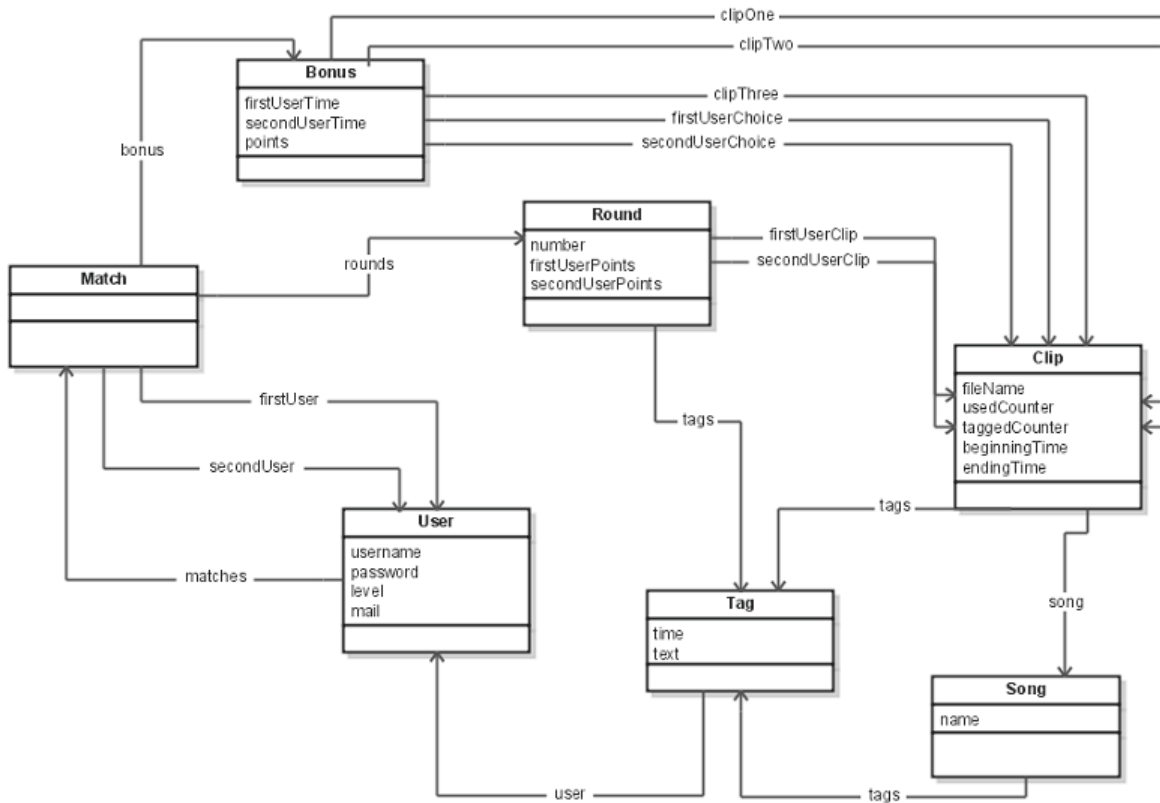 clipOne
clipTwo
Bonus
firstUserTime
secondUserTime
points
clipThree
firstUserChoice
secondUserChoice
bonus
Round
number
firstUserPoints
secondUserPoints
firstUserClip
secondUserClip
rounds
Match
Clip
fileName
usedCounter
taggedCounter
beginningTime
endingTime
firstUser
tags
secondUser
tags
User
username
password
level
mail
matches
Tag
time
text
song
Song
name
user
tags